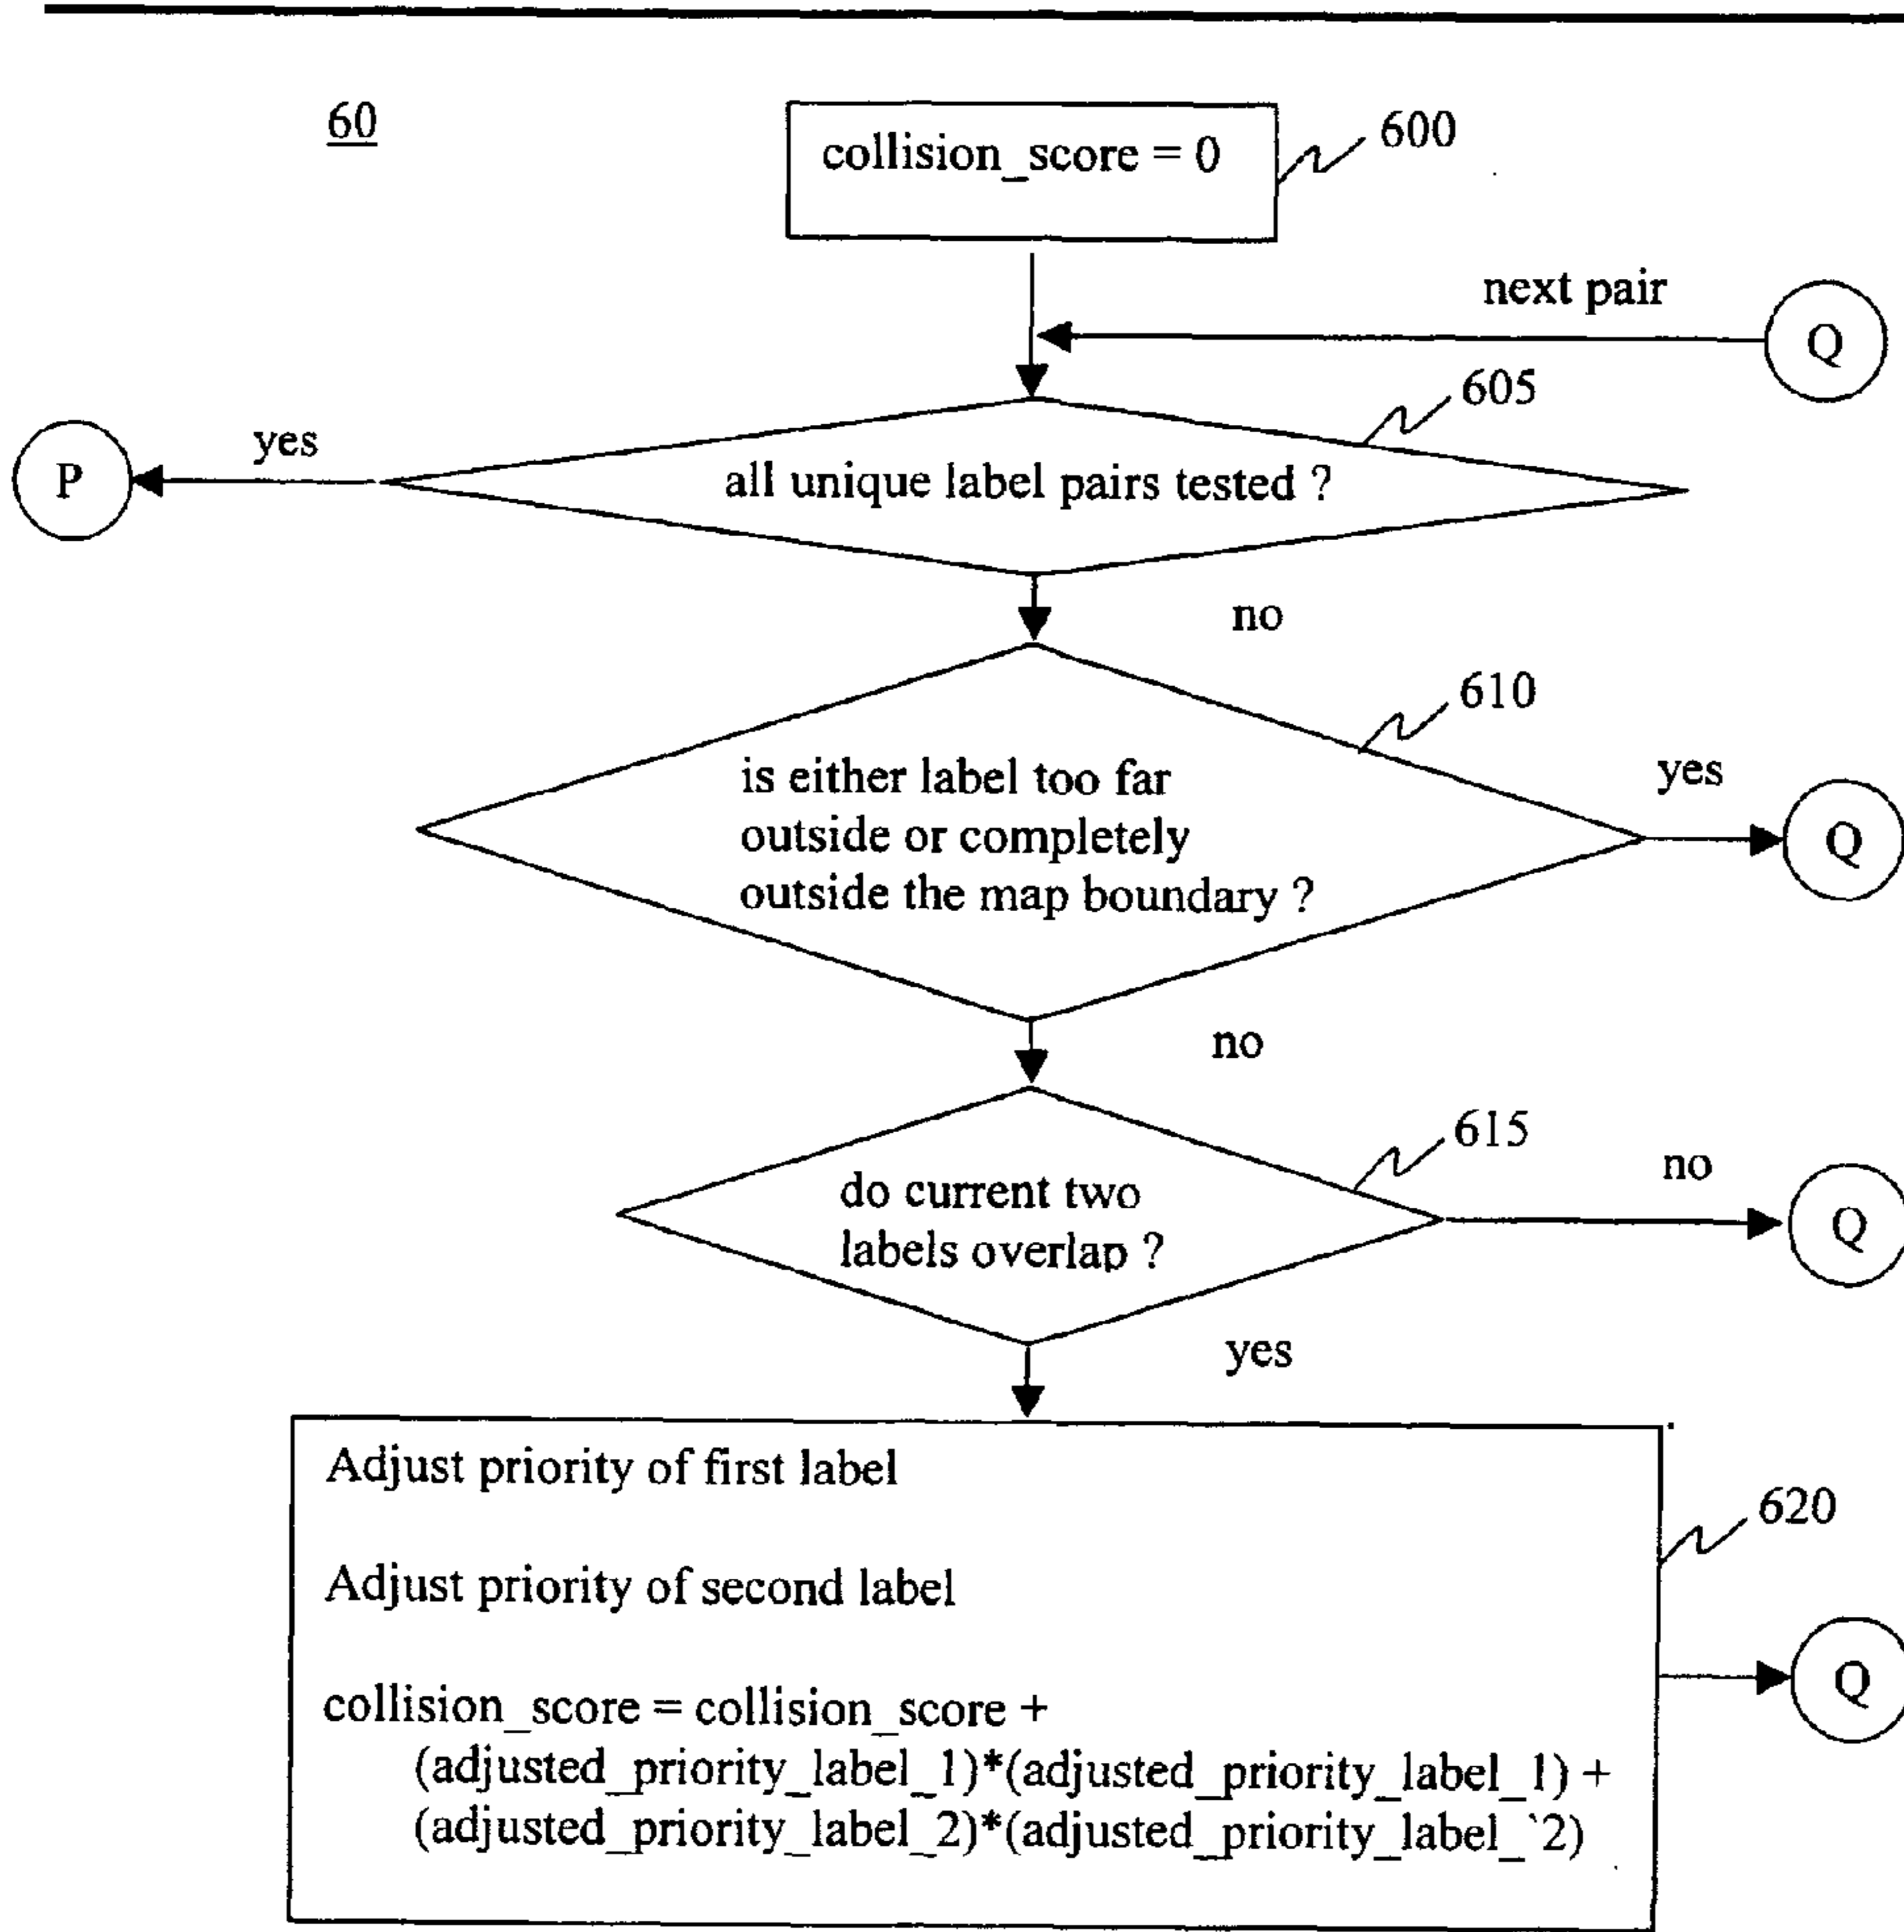 60
collision_score = 0
600
next pair
Q
605
yes
P
all unique label pairs tested ?
no
610
is either label too far
outside or completely
outside the map boundary ?
yes
Q
no
615
do current two
labels overlap ?
no
Q
yes
Adjust priority of first label
620
Adjust priority of second label
Q
collision_score = collision_score +
(adjusted_priority_label_1)*(adjusted_priority_label_1) +
(adjusted_priority_label_2)*(adjusted_priority_label_`2)